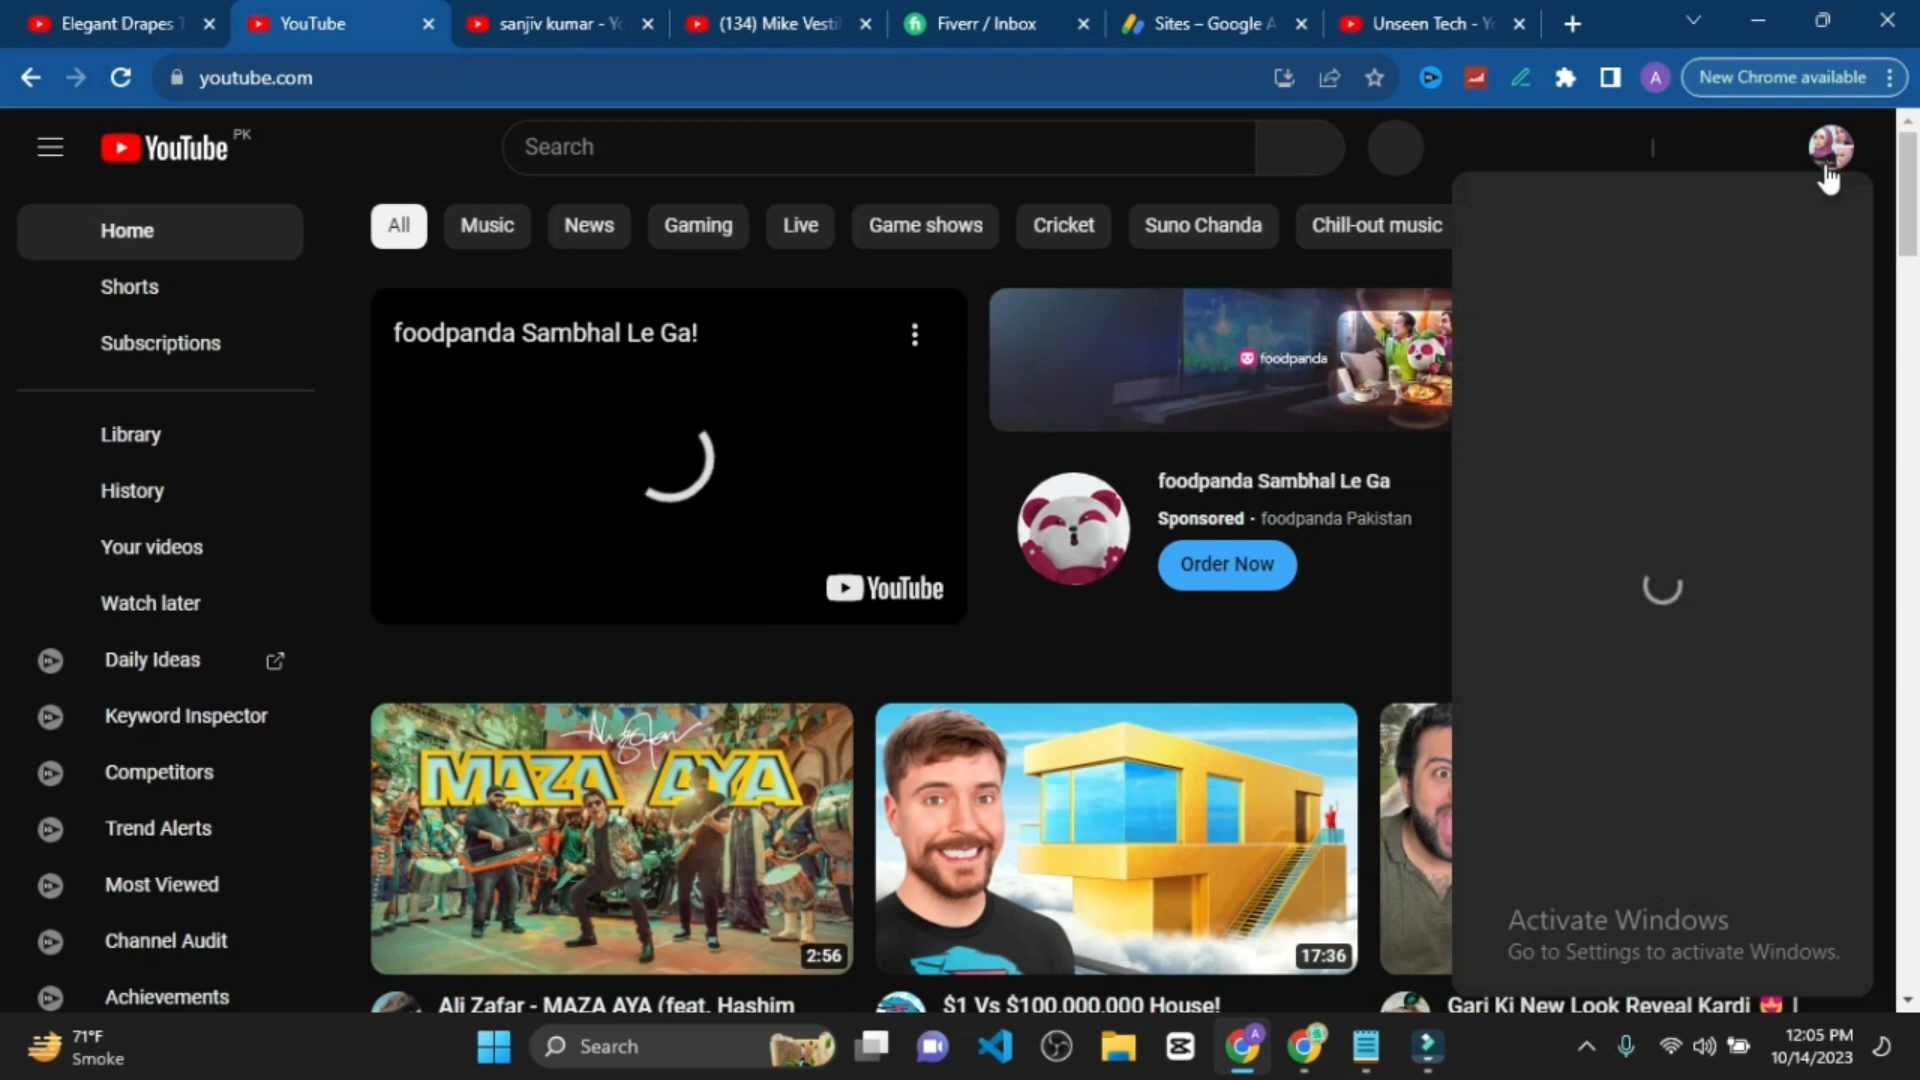 Elegant Drapes T
YouTube
sanjiv kumar - Yo
(134) Mike Vesti
Fiverr / Inbox
Sites – Google A
Unseen Tech - Y
youtube.com
A
New Chrome available
YouTube PK
Search
Home
All
Music
News
Gaming
Live
Game shows
Cricket
Suno Chanda
Chill-out music
Shorts
Subscriptions
Library
History
Your videos
Watch later
Daily Ideas
Keyword Inspector
Competitors
Trend Alerts
Most Viewed
Channel Audit
Achievements
foodpanda Sambhal Le Ga!
YouTube
foodpanda
foodpanda Sambhal Le Ga
Sponsored · foodpanda Pakistan
Order Now
MAZA AYA
2:56
17:36
Ali Zafar - MAZA AYA (feat. Hashim
$1 Vs $100,000,000 House!
Gari Ki New Look Reveal Kardi
Activate Windows
Go to Settings to activate Windows.
71°F
Smoke
Search
A
12:05 PM
10/14/2023